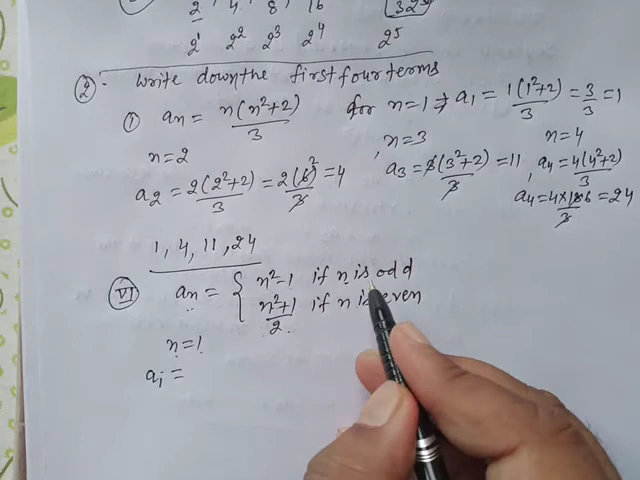 2, 4, 8, 16 32
2¹ 2² 2³ 2⁴ 2⁵
② Write down the first four terms
① an = n(n²+2)/3 for n=1 ⇒ a1 = 1(1²+2)/3 = 3/3 = 1
n=2 , n=3 n=4
a2 = 2(2²+2)/3 = 2(6)²/3 = 4 a3 = 3(3²+2)/3 = 11 , a4 = 4(4²+2)/3
a4 = 4×18 6/3 = 24
1, 4, 11, 24
VI an = { n²-1 if n is odd
n²+1/2 if n is even
n=1
a1 =